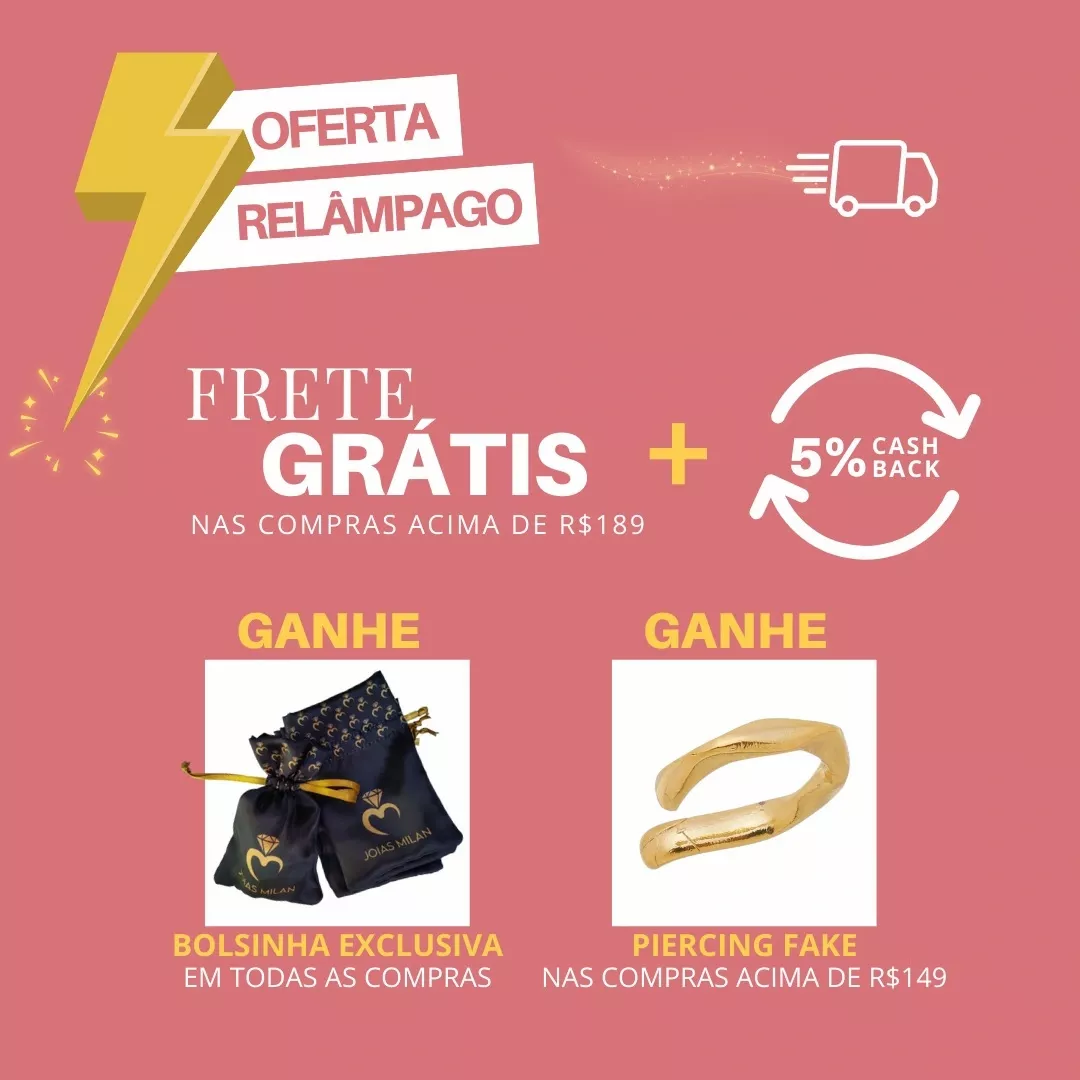 OFERTA
RELÂMPAGO
FRETE
GRÁTIS
NAS COMPRAS ACIMA DE R$189
+
5% CASH
BACK
GANHE
GANHE
JOIAS MILAN
MILAN
BOLSINHA EXCLUSIVA
EM TODAS AS COMPRAS
PIERCING FAKE
NAS COMPRAS ACIMA DE R$149